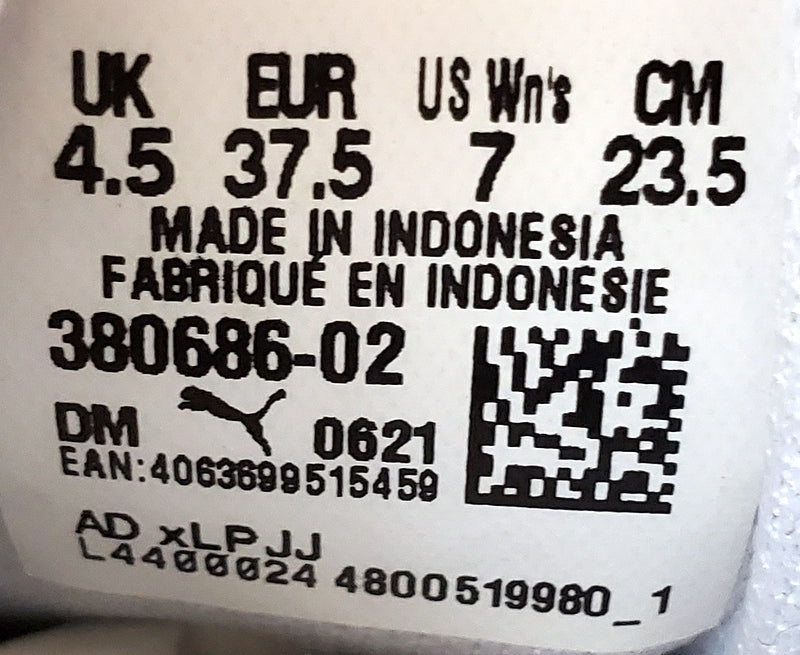 UK EUR US Wn's CM
4.5 37.5 7 23.5
MADE IN INDONESIA
FABRIQUÉ EN INDONESIE
380686-02
DM 0621
EAN:4063699515459
AD xLPJJ
L4400024 4800519980_1